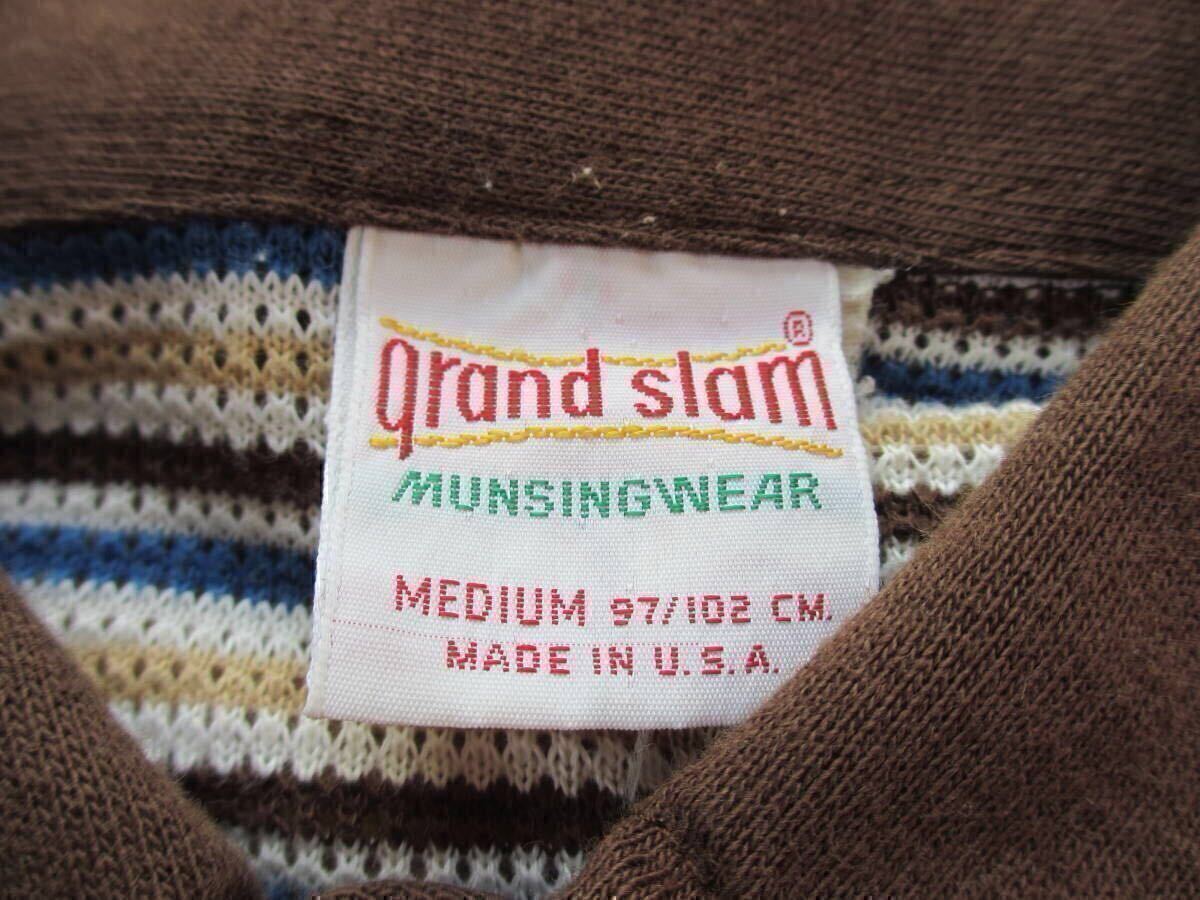 grand slam®
MUNSINGWEAR
MEDIUM 97/102 CM.
MADE IN U.S.A.